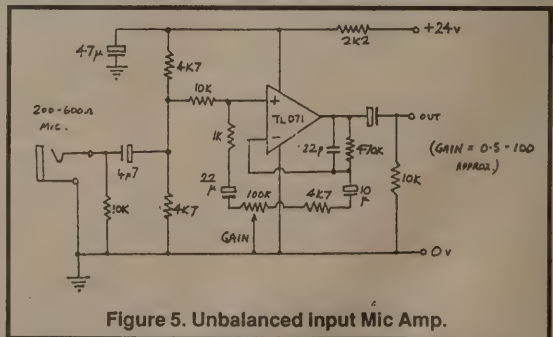 +24v
2K2
47µ
4K7
10K
200-600Ω
MIC.
+
TL071
-
1K
4µ7
OUT
22p
470K
(GAIN = 0.5 - 100
APPROX.)
22
µ
10K
4K7
100K
4K7
10
µ
10K
GAIN
0v
Figure 5. Unbalanced input Mic Amp.